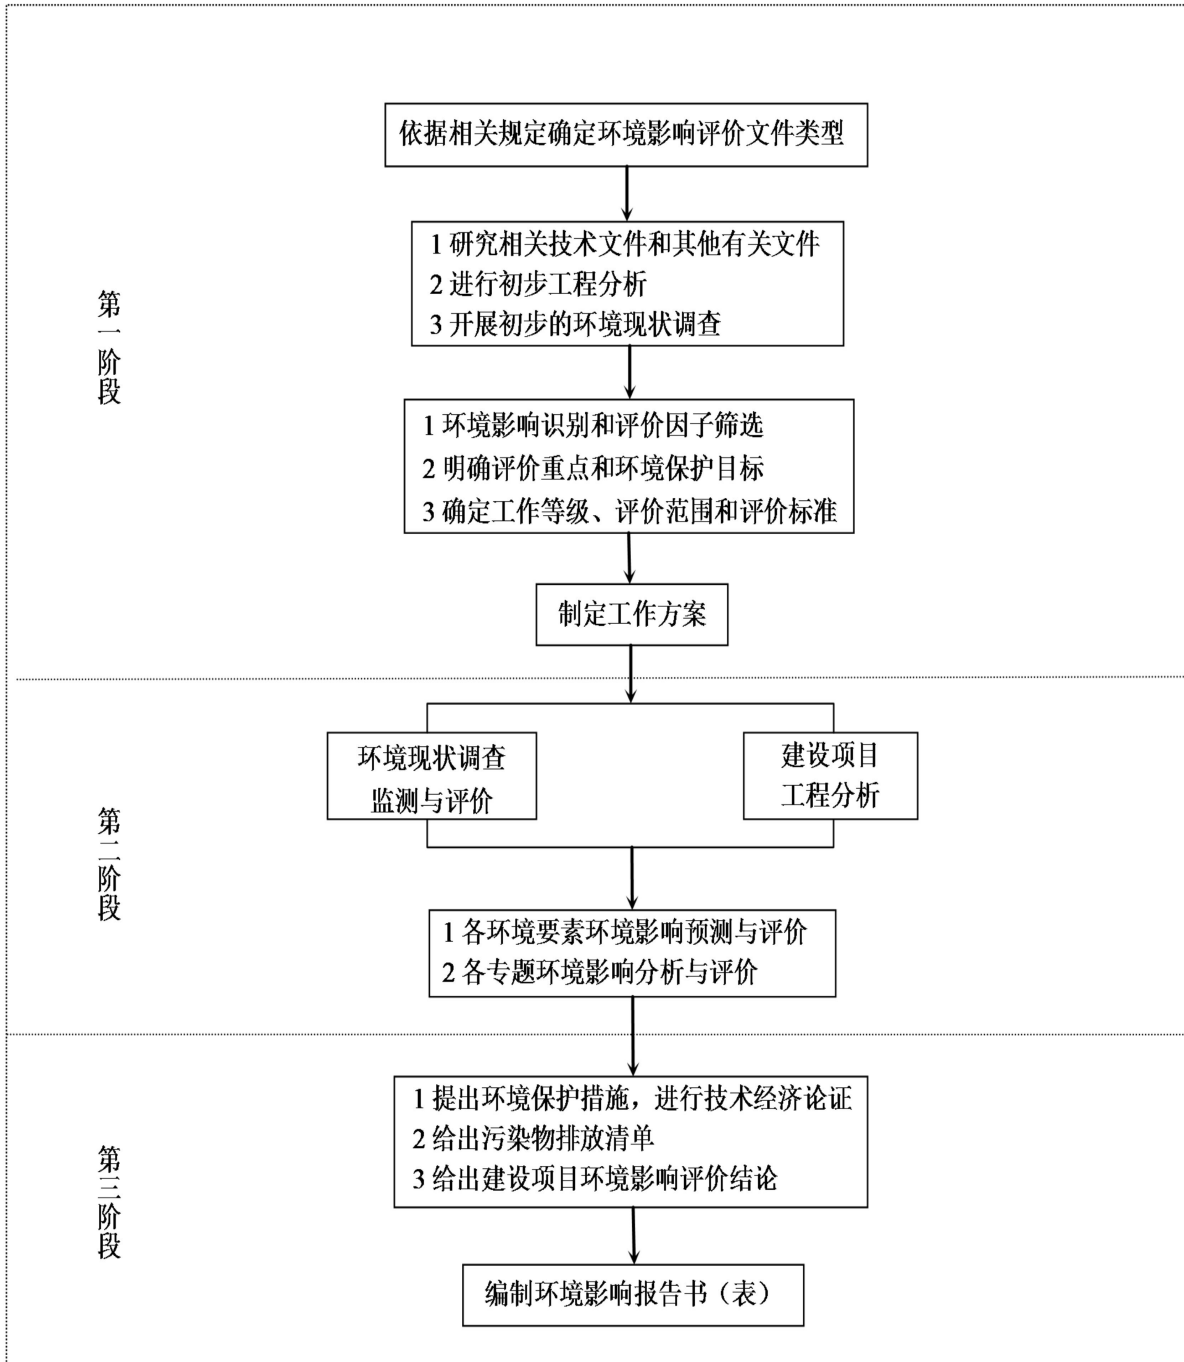 依据相关规定确定环境影响评价文件类型
1 研究相关技术文件和其他有关文件
2 进行初步工程分析
3 开展初步的环境现状调查
第一阶段
1 环境影响识别和评价因子筛选
2 明确评价重点和环境保护目标
3 确定工作等级、评价范围和评价标准
制定工作方案
环境现状调查
监测与评价
建设项目
工程分析
第二阶段
1 各环境要素环境影响预测与评价
2 各专题环境影响分析与评价
1 提出环境保护措施，进行技术经济论证
2 给出污染物排放清单
3 给出建设项目环境影响评价结论
第三阶段
编制环境影响报告书（表）